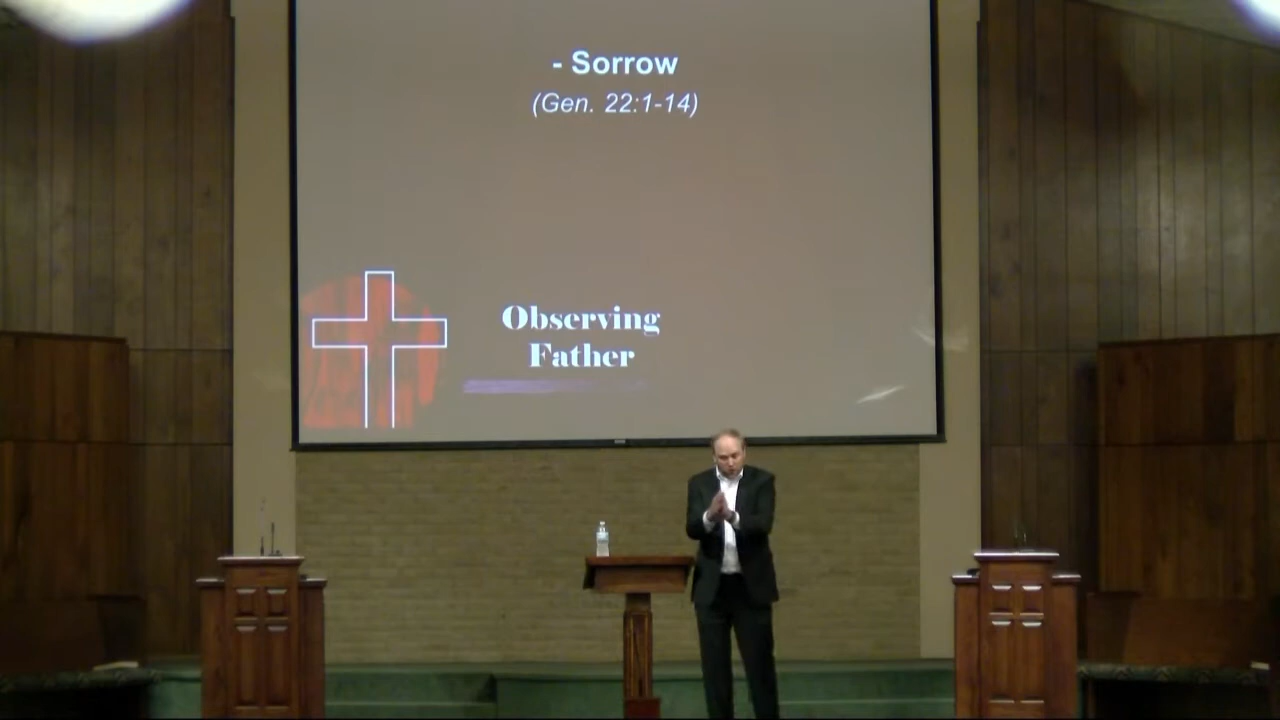 - Sorrow
(Gen. 22:1-14)
Observing
Father